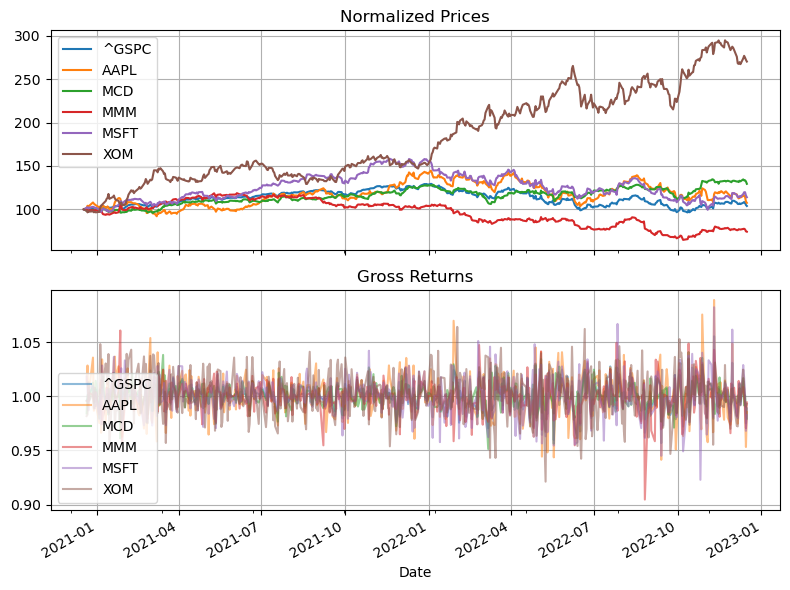 Normalized Prices
300
250
200
150
100
^GSPC
AAPL
MCD
MMM
MSFT
XOM
Gross Returns
1.05
1.00
0.95
0.90
^GSPC
AAPL
MCD
MMM
MSFT
XOM
2021-01
2021-04
2021-07
2021-10
2022-01
2022-04
2022-07
2022-10
2023-01
Date